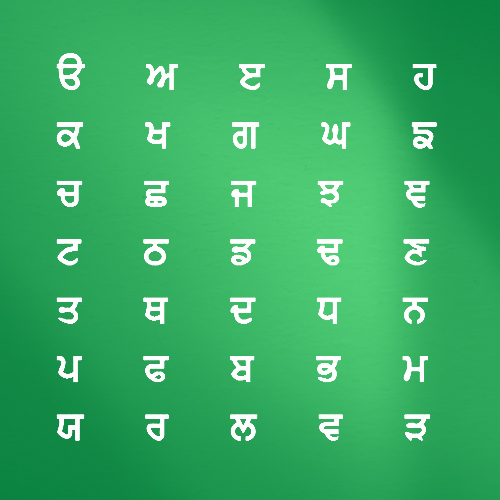 ੳ ਅ ੲ ਸ ਹ
ਕ ਖ ਗ ਘ ਙ
ਚ ਛ ਜ ਝ ਞ
ਟ ਠ ਡ ਢ ਣ
ਤ ਥ ਦ ਧ ਨ
ਪ ਫ ਬ ਭ ਮ
ਯ ਰ ਲ ਵ ੜ